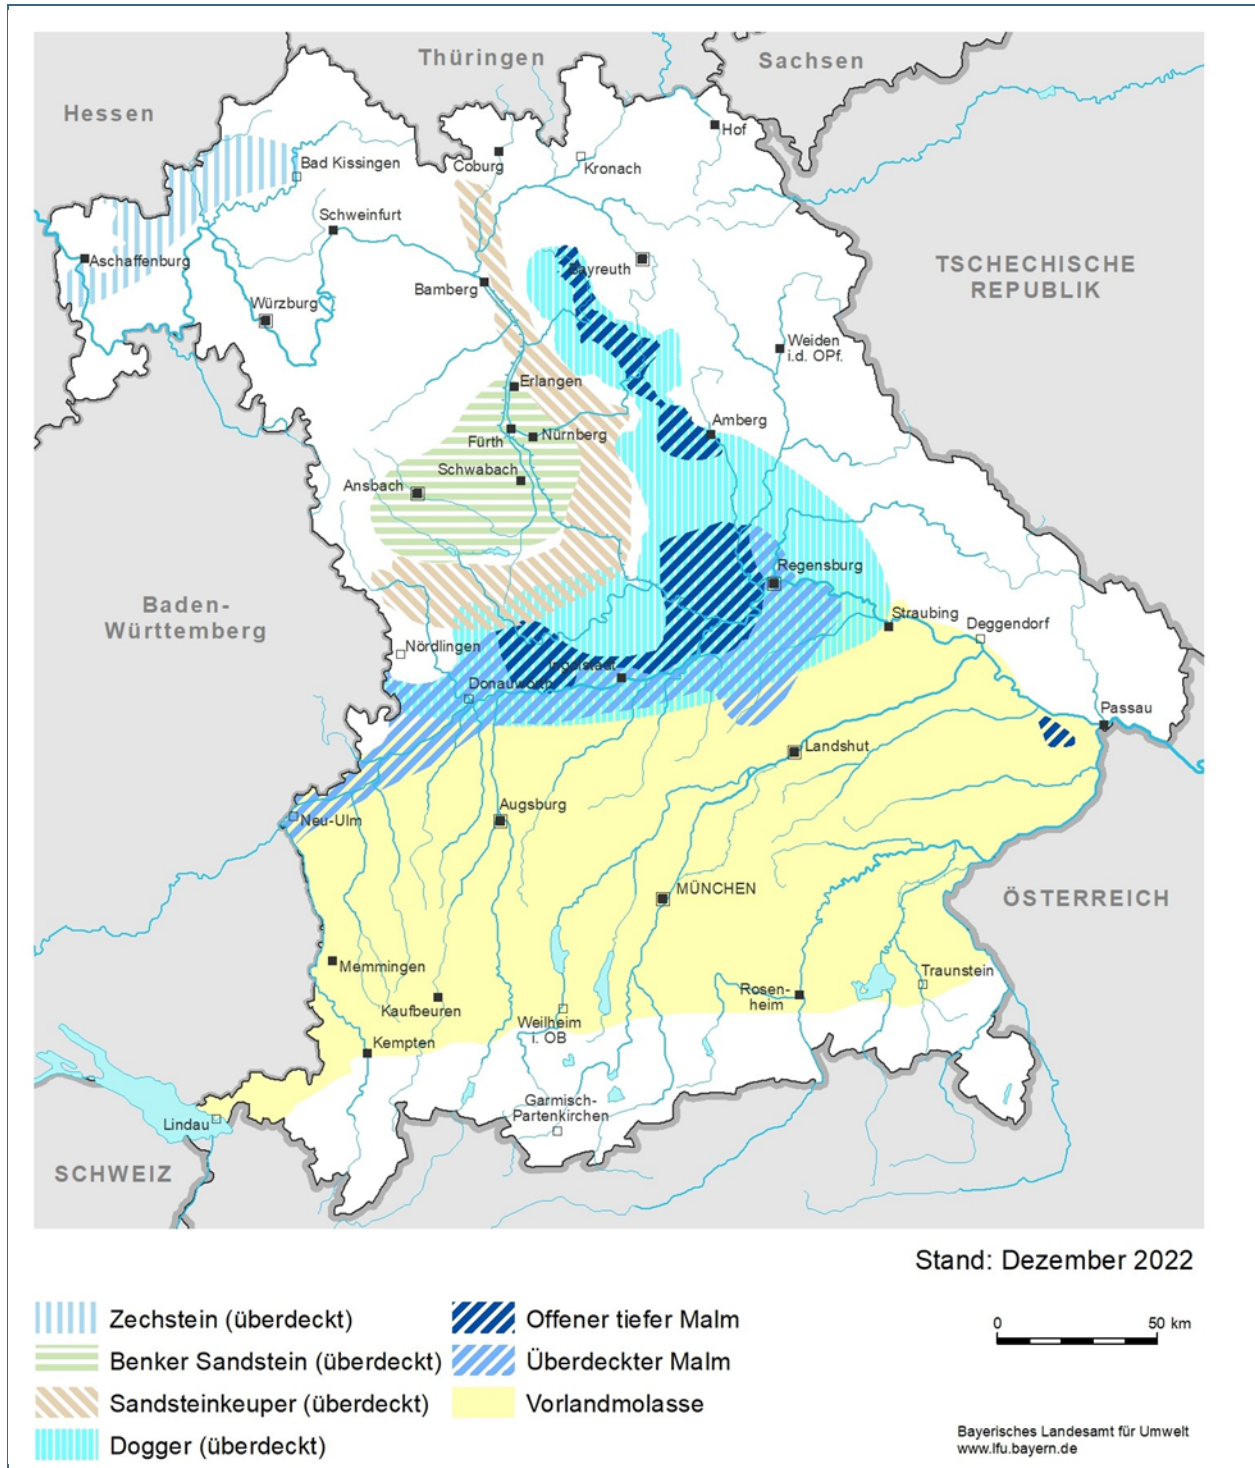 Thüringen
Sachsen
Hessen
Hof
Bad Kissingen
Coburg
Kronach
Schweinfurt
Aschaffenburg
Bayreuth
TSCHECHISCHE
REPUBLIK
Bamberg
Würzburg
Weiden
i.d. OPf.
Erlangen
Amberg
Fürth
Nürnberg
Schwabach
Ansbach
Regensburg
Baden-
Württemberg
Straubing
Deggendorf
Nördlingen
Ingolstadt
Donauwörth
Passau
Landshut
Augsburg
Neu-Ulm
MÜNCHEN
ÖSTERREICH
Memmingen
Traunstein
Rosen-
heim
Kaufbeuren
Weilheim
i. OB
Kempten
Garmisch-
Partenkirchen
Lindau
SCHWEIZ
Stand: Dezember 2022
Zechstein (überdeckt)
Benker Sandstein (überdeckt)
Sandsteinkeuper (überdeckt)
Dogger (überdeckt)
Offener tiefer Malm
Überdeckter Malm
Vorlandmolasse
0 50 km
Bayerisches Landesamt für Umwelt
www.lfu.bayern.de